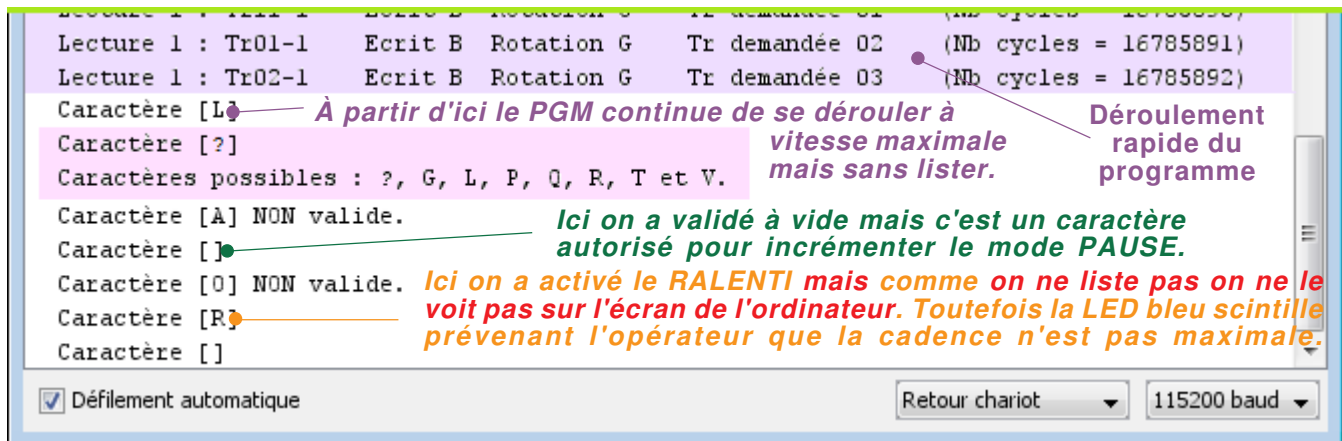 Lecture 1 : Tr01-1 Ecrit B Rotation G Tr demandée 02 (Nb cycles = 16785891)
Lecture 1 : Tr02-1 Ecrit B Rotation G Tr demandée 03 (Nb cycles = 16785892)
Caractère [L]
À partir d'ici le PGM continue de se dérouler à
vitesse maximale
mais sans lister.
Déroulement
rapide du
programme
Caractère [?]
Caractères possibles : ?, G, L, P, Q, R, T et V.
Caractère [A] NON valide.
Ici on a validé à vide mais c'est un caractère
autorisé pour incrémenter le mode PAUSE.
Caractère []
Caractère [0] NON valide.
Ici on a activé le RALENTI mais comme on ne liste pas on ne le
voit pas sur l'écran de l'ordinateur. Toutefois la LED bleu scintille
prévenant l'opérateur que la cadence n'est pas maximale.
Caractère [R]
Caractère []
Défilement automatique
Retour chariot
115200 baud